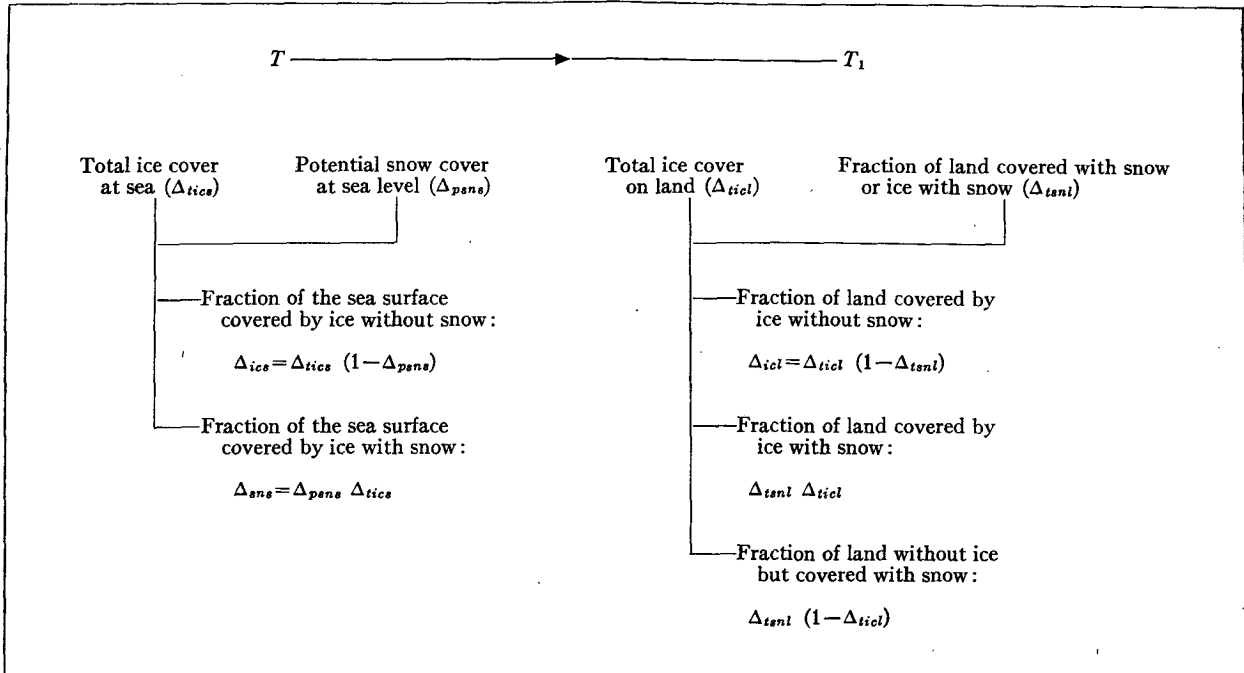 T T₁
Total ice cover
at sea (Δtics)
Potential snow cover
at sea level (Δpsns)
Fraction of the sea surface
covered by ice without snow:
Δics=Δtics (1−Δpsns)
Fraction of the sea surface
covered by ice with snow:
Δsns=Δpsns Δtics
Total ice cover
on land (Δticl)
Fraction of land covered with snow
or ice with snow (Δtsnl)
Fraction of land covered by
ice without snow:
Δicl=Δticl (1−Δtsnl)
Fraction of land covered by
ice with snow:
Δtsnl Δticl
Fraction of land without ice
but covered with snow:
Δtsnl (1−Δticl)